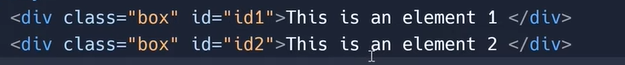 <div class="box" id="id1">This is an element 1 </div>
<div class="box" id="id2">This is an element 2 </div>